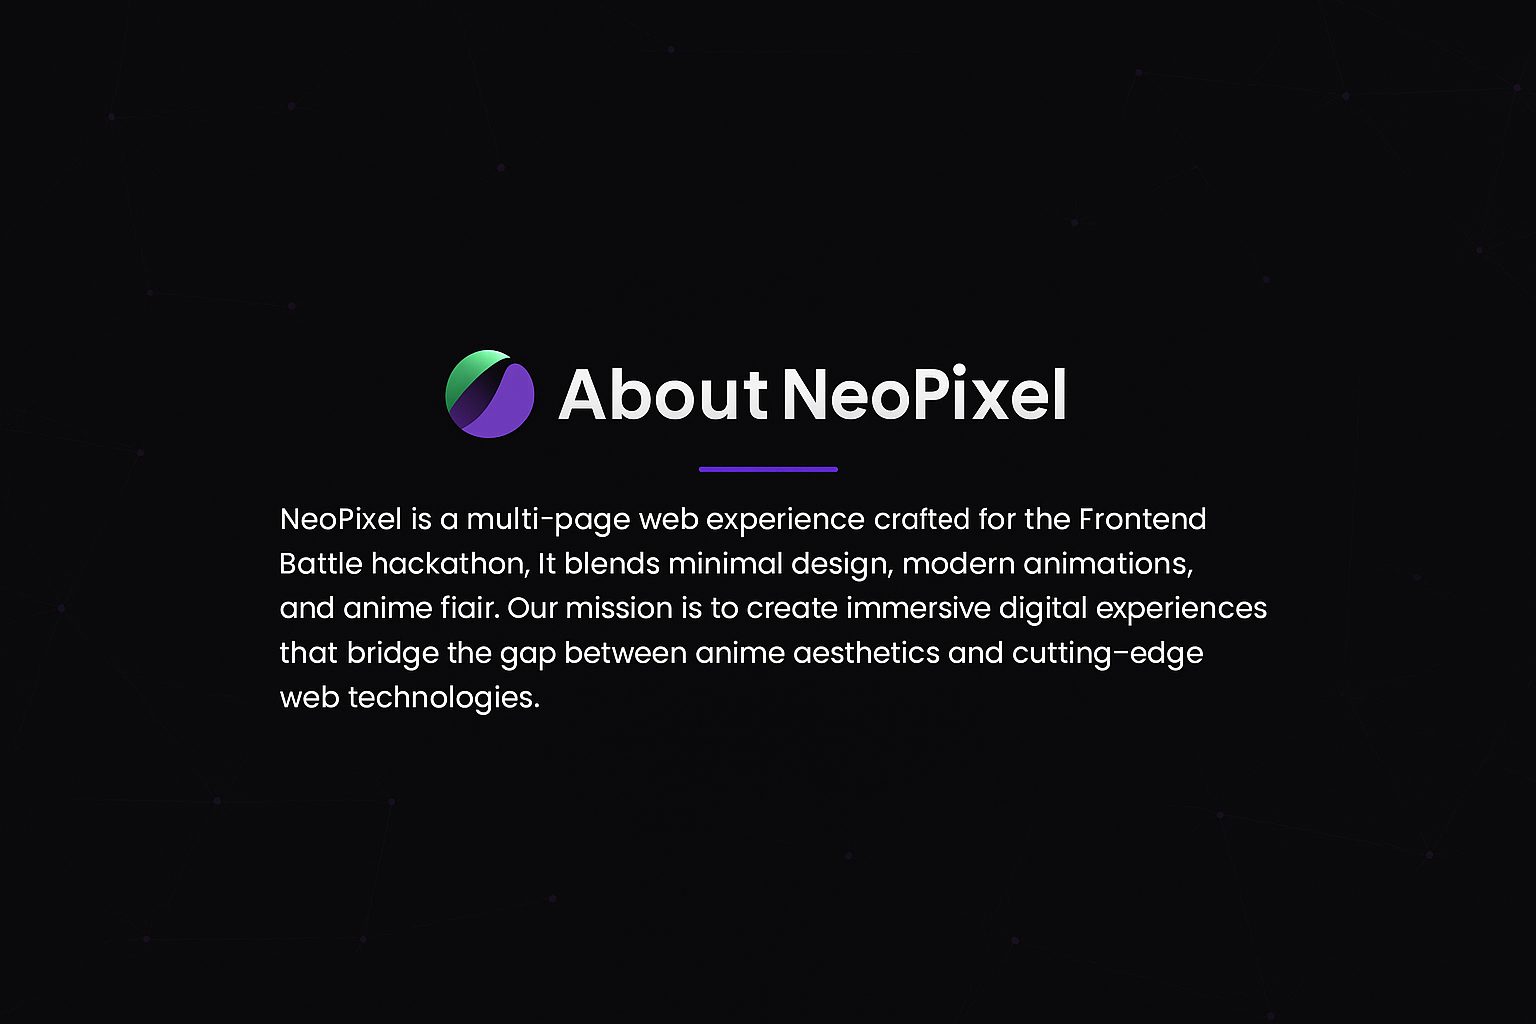 About NeoPixel
NeoPixel is a multi-page web experience crafted for the Frontend
Battle hackathon, It blends minimal design, modern animations,
and anime fiair. Our mission is to create immersive digital experiences
that bridge the gap between anime aesthetics and cutting-edge
web technologies.